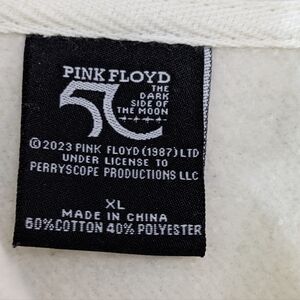 PINK FLOYD
50 THE
DARK
SIDE OF
THE MOON
©2023 PINK FLOYD (1987) LTD
UNDER LICENSE TO
PERRYSCOPE PRODUCTIONS LLC
XL
MADE IN CHINA
60%COTTON 40% POLYESTER